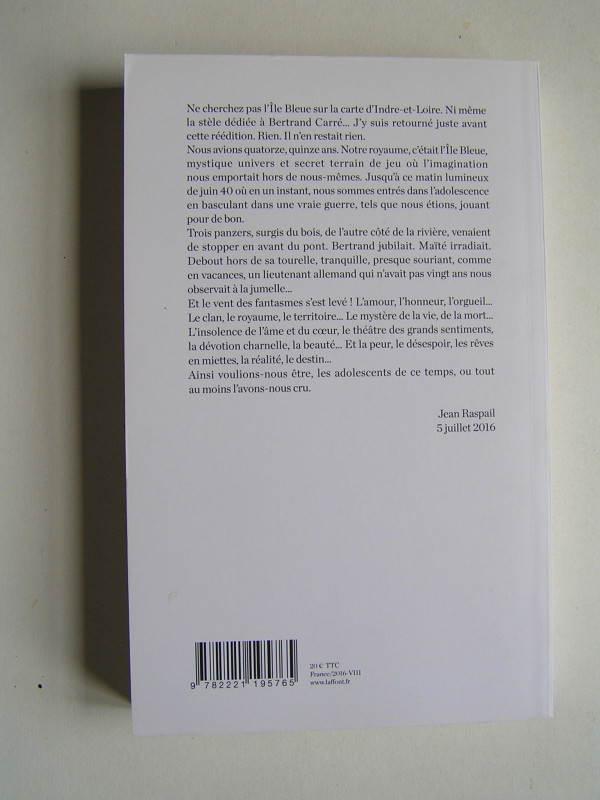 Ne cherchez pas l'Île Bleue sur la carte d'Indre-et-Loire. Ni même
la stèle dédiée à Bertrand Carré... J'y suis retourné juste avant
cette réédition. Rien. Il n'en restait rien.
Nous avions quatorze, quinze ans. Notre royaume, c'était l'Île Bleue,
mystique univers et secret terrain de jeu où l'imagination
nous emportait hors de nous-mêmes. Jusqu'à ce matin lumineux
de juin 40 où en un instant, nous sommes entrés dans l'adolescence
en basculant dans une vraie guerre, tels que nous étions, jouant
pour de bon.
Trois panzers, surgis du bois, de l'autre côté de la rivière, venaient
de stopper en avant du pont. Bertrand jubilait. Maïté irradiait.
Debout hors de sa tourelle, tranquille, presque souriant, comme
en vacances, un lieutenant allemand qui n'avait pas vingt ans nous
observait à la jumelle...
Et le vent des fantasmes s'est levé ! L'amour, l'honneur, l'orgueil...
Le clan, le royaume, le territoire... Le mystère de la vie, de la mort...
L'insolence de l'âme et du cœur, le théâtre des grands sentiments,
la dévotion charnelle, la beauté... Et la peur, le désespoir, les rêves
en miettes, la réalité, le destin...
Ainsi voulions-nous être, les adolescents de ce temps, ou tout
au moins l'avons-nous cru.
Jean Raspail
5 juillet 2016
20 € TTC
France/2016-VIII
www.laffont.fr
9 782221 195765